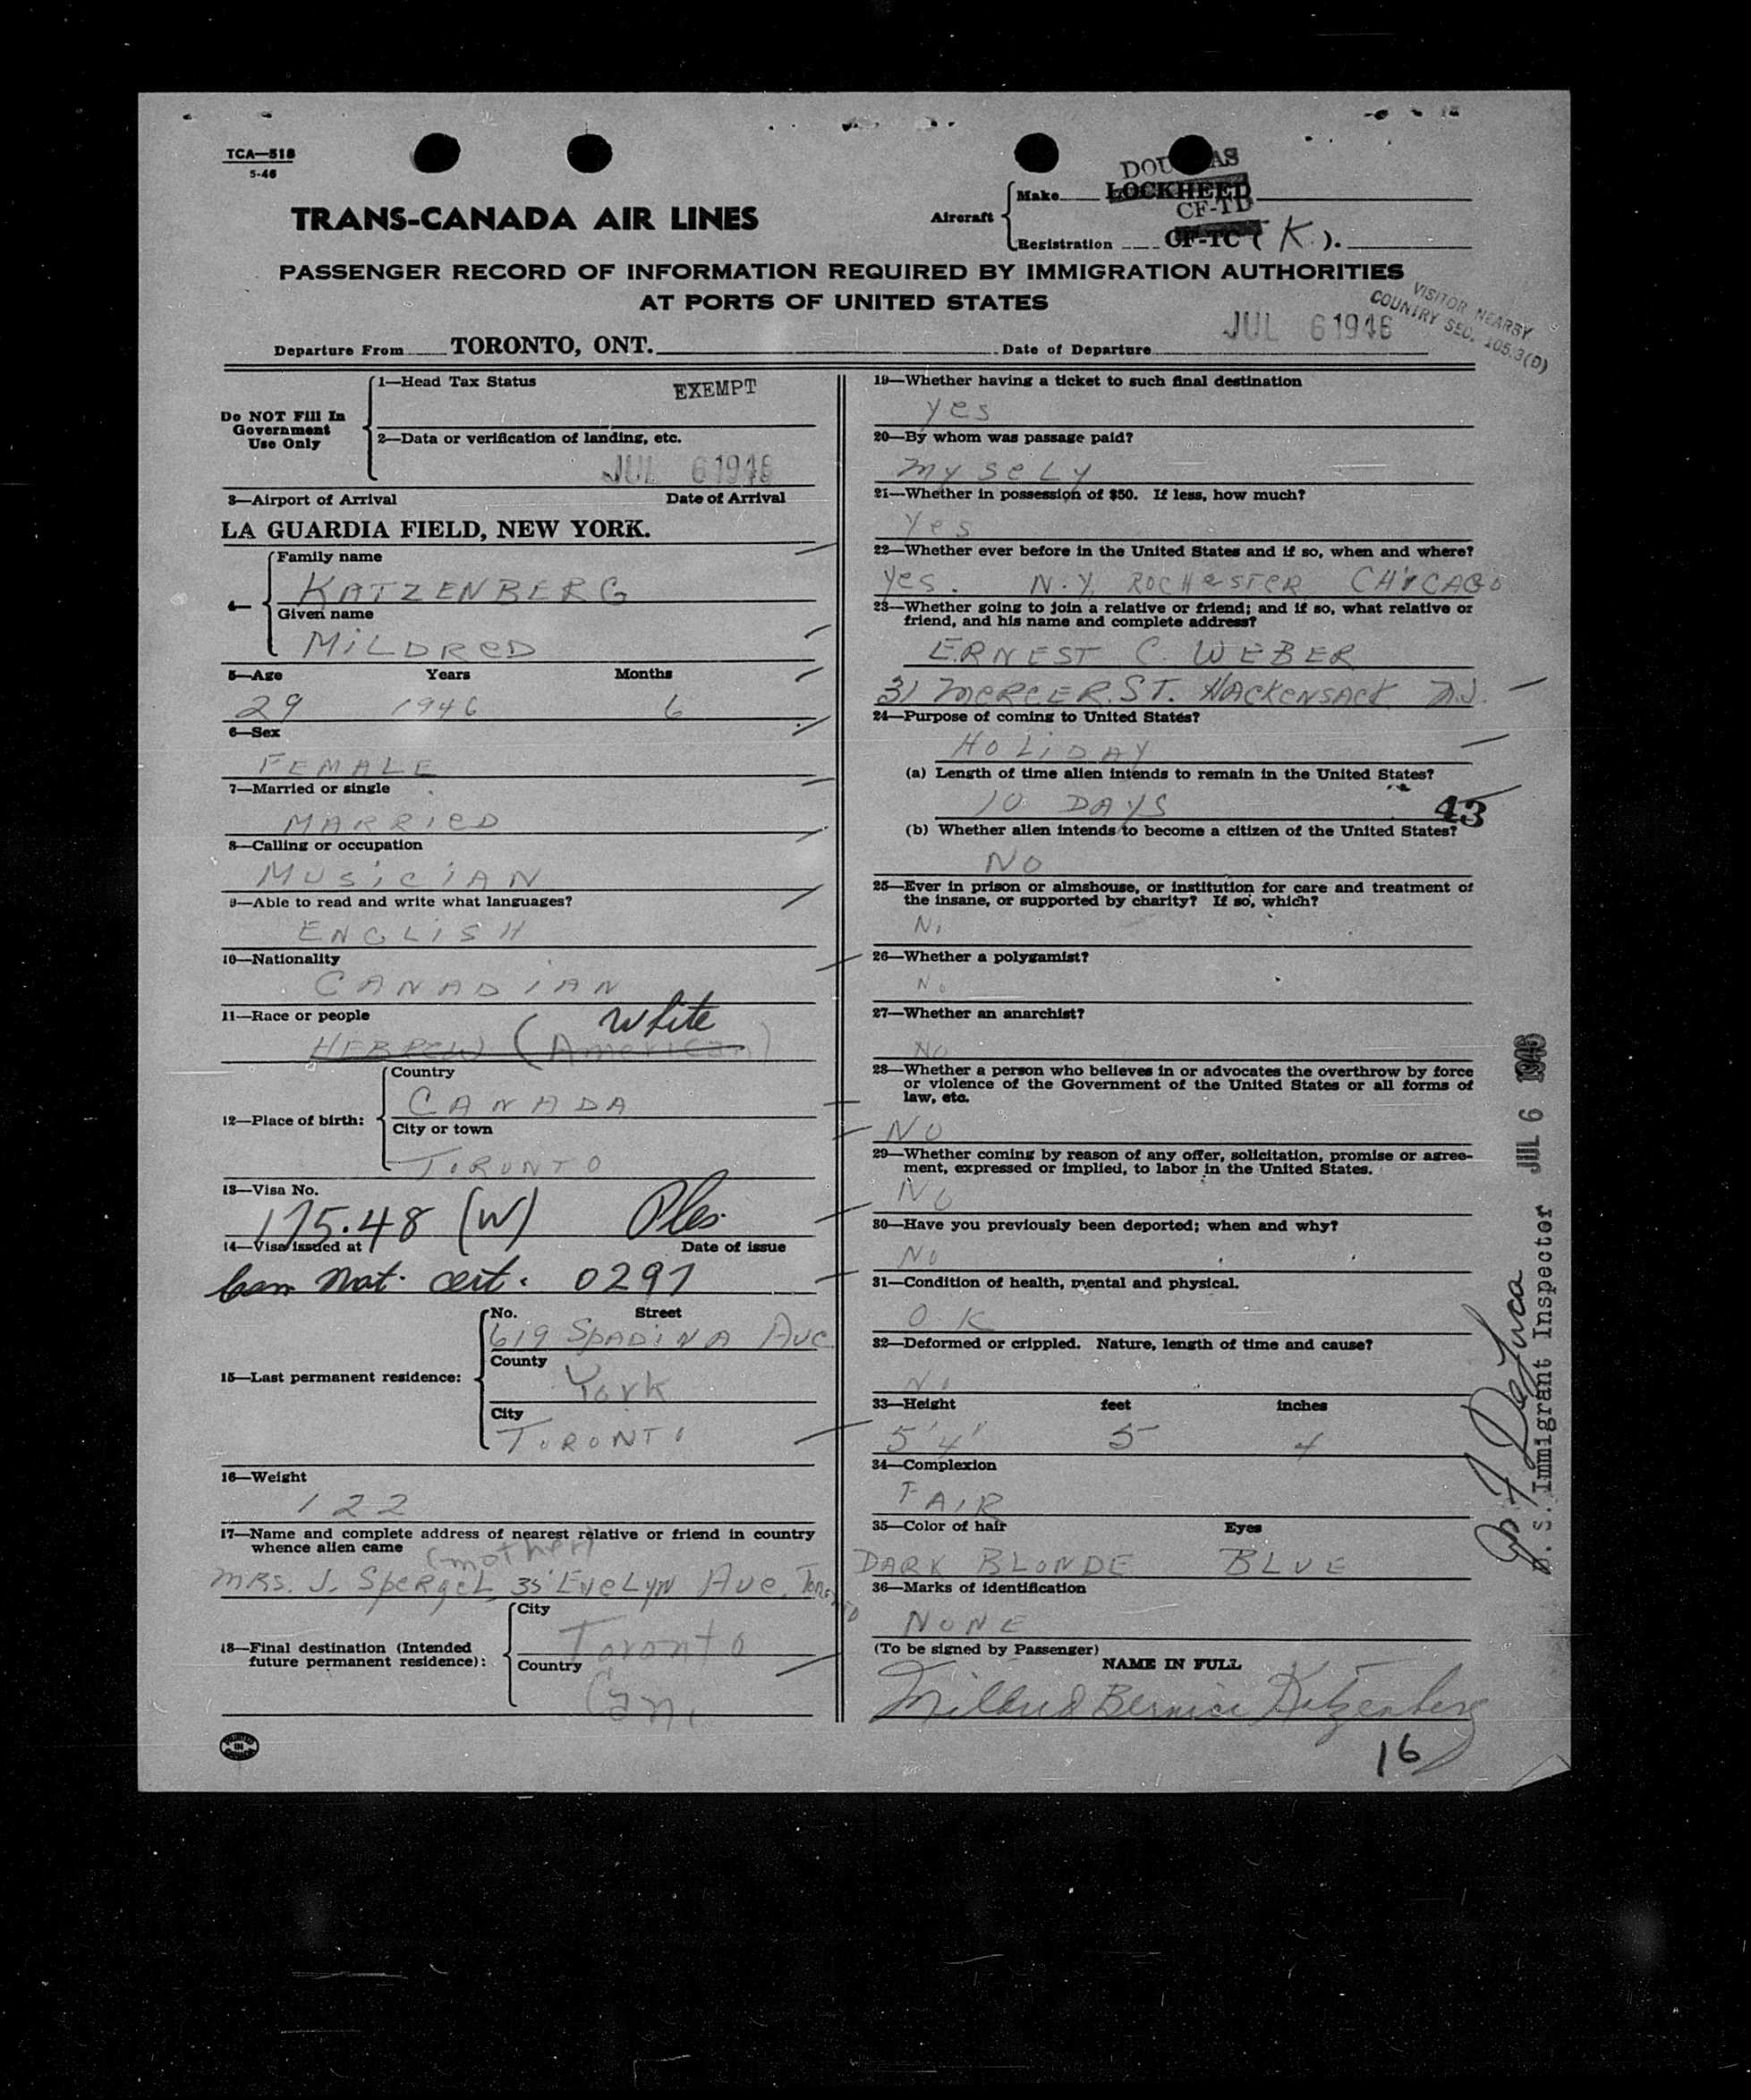 TCA—518
5-46
DOUGLAS
Make LOCKHEED
CF-TD
Aircraft
Registration CF-TC ( K ).
TRANS-CANADA AIR LINES
PASSENGER RECORD OF INFORMATION REQUIRED BY IMMIGRATION AUTHORITIES
AT PORTS OF UNITED STATES
VISITOR NEARBY
COUNTRY SEC. 105.3(D)
Departure From TORONTO, ONT. Date of Departure JUL 6 1946
Do NOT Fill In
Government
Use Only
1—Head Tax Status EXEMPT
2—Data or verification of landing, etc.
JUL 6 1946
3—Airport of Arrival Date of Arrival
LA GUARDIA FIELD, NEW YORK.
4—
Family name
KATZENBERG
Given name
MiLDReD
5—Age Years Months
29 1946 6
6—Sex
FEMALE
7—Married or single
MARRieD
8—Calling or occupation
MUSiCiAN
9—Able to read and write what languages?
ENGLISH
10—Nationality
CANADIAN
11—Race or people
White
HEBREW (American)
12—Place of birth:
Country
CANADA
City or town
TORONTO
13—Visa No.
175.48 (W)
14—Visa issued at Date of issue
Can Nat. cert. 0291
15—Last permanent residence:
No. Street
619 SPADiNA Ave
County
York
City
TORONTO
16—Weight
122
17—Name and complete address of nearest relative or friend in country
whence alien came
(mother)
MRS. J. SpeRgeL, 35 EveLyN Ave. Toronto
18—Final destination (Intended
future permanent residence):
City
Toronto
Country
Can.
PRINTED
IN
CANADA
19—Whether having a ticket to such final destination
yes
20—By whom was passage paid?
mysely
21—Whether in possession of $50. If less, how much?
Yes
22—Whether ever before in the United States and if so, when and where?
yes. N.Y. ROCHeSTER CHiCAGO
23—Whether going to join a relative or friend; and if so, what relative or
friend, and his name and complete address?
ERNEST C. WEBER
31 MERCER. ST. HACKENSACK N.J.
24—Purpose of coming to United States?
HOLiDAY
(a) Length of time alien intends to remain in the United States?
10 DAYS
43
(b) Whether alien intends to become a citizen of the United States?
NO
25—Ever in prison or almshouse, or institution for care and treatment of
the insane, or supported by charity? If so, which?
No
26—Whether a polygamist?
No
27—Whether an anarchist?
No
28—Whether a person who believes in or advocates the overthrow by force
or violence of the Government of the United States or all forms of
law, etc.
NO
29—Whether coming by reason of any offer, solicitation, promise or agree-
ment, expressed or implied, to labor in the United States.
NO
30—Have you previously been deported; when and why?
NO
31—Condition of health, mental and physical.
O.K
32—Deformed or crippled. Nature, length of time and cause?
No
33—Height feet inches
5'4" 5 4
34—Complexion
FAIR
35—Color of hair Eyes
DARK BLONDE BLUE
36—Marks of identification
NONE
(To be signed by Passenger)
NAME IN FULL
Mildred Bernice Katzenberg
16
U. S. Immigrant Inspector JUL 6 1946